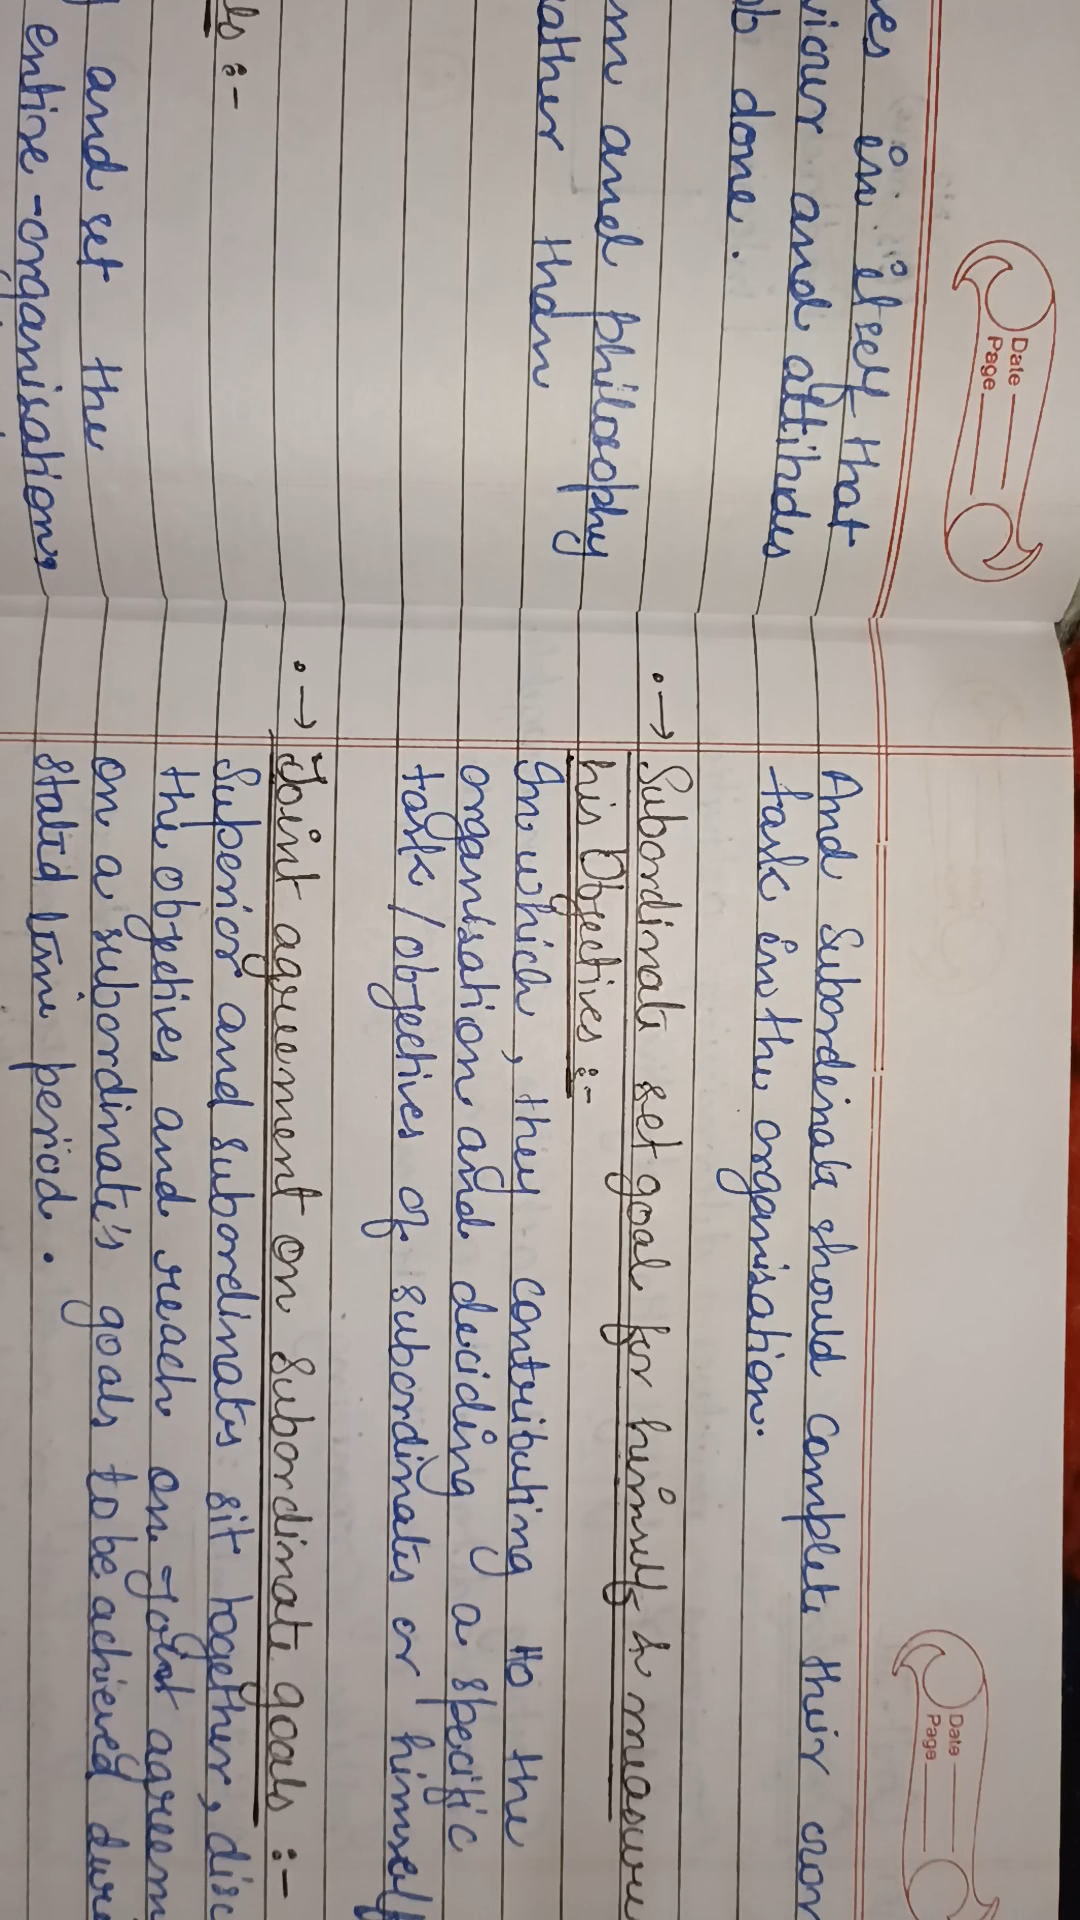 Date
Page
es in itself that
viour and attitudes
ob done.
m and philosophy
ather than
ls :-
and set the
entire organisation,
Date
Page
And Subordinate should complete their
task in the organisation.
•→ Subordinate set goal for himself & measure
his Objectives :-
In which, they contributing to the
organisation and deciding a specific
task / objectives of subordinates or himself
•→ Joint agreement on Subordinate goals :-
Superior and subordinates sit together, disc
the objectives and reach on Joint agreem
on a subordinate's goals to be achieved duri
stated time period.